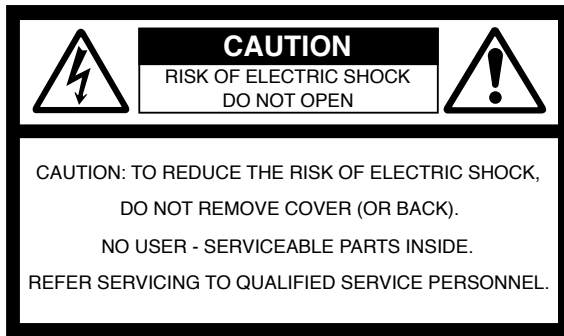 CAUTION
RISK OF ELECTRIC SHOCK
DO NOT OPEN
CAUTION: TO REDUCE THE RISK OF ELECTRIC SHOCK,
DO NOT REMOVE COVER (OR BACK).
NO USER - SERVICEABLE PARTS INSIDE.
REFER SERVICING TO QUALIFIED SERVICE PERSONNEL.